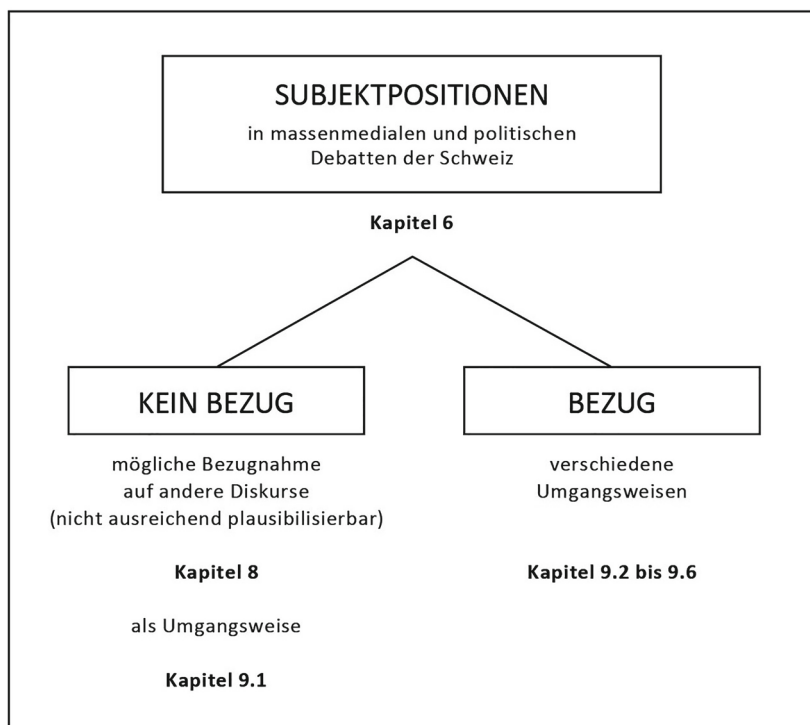 SUBJEKTPOSITIONEN
in massenmedialen und politischen
Debatten der Schweiz
Kapitel 6
KEIN BEZUG
mögliche Bezugnahme
auf andere Diskurse
(nicht ausreichend plausibilisierbar)
Kapitel 8
als Umgangsweise
Kapitel 9.1
BEZUG
verschiedene
Umgangsweisen
Kapitel 9.2 bis 9.6